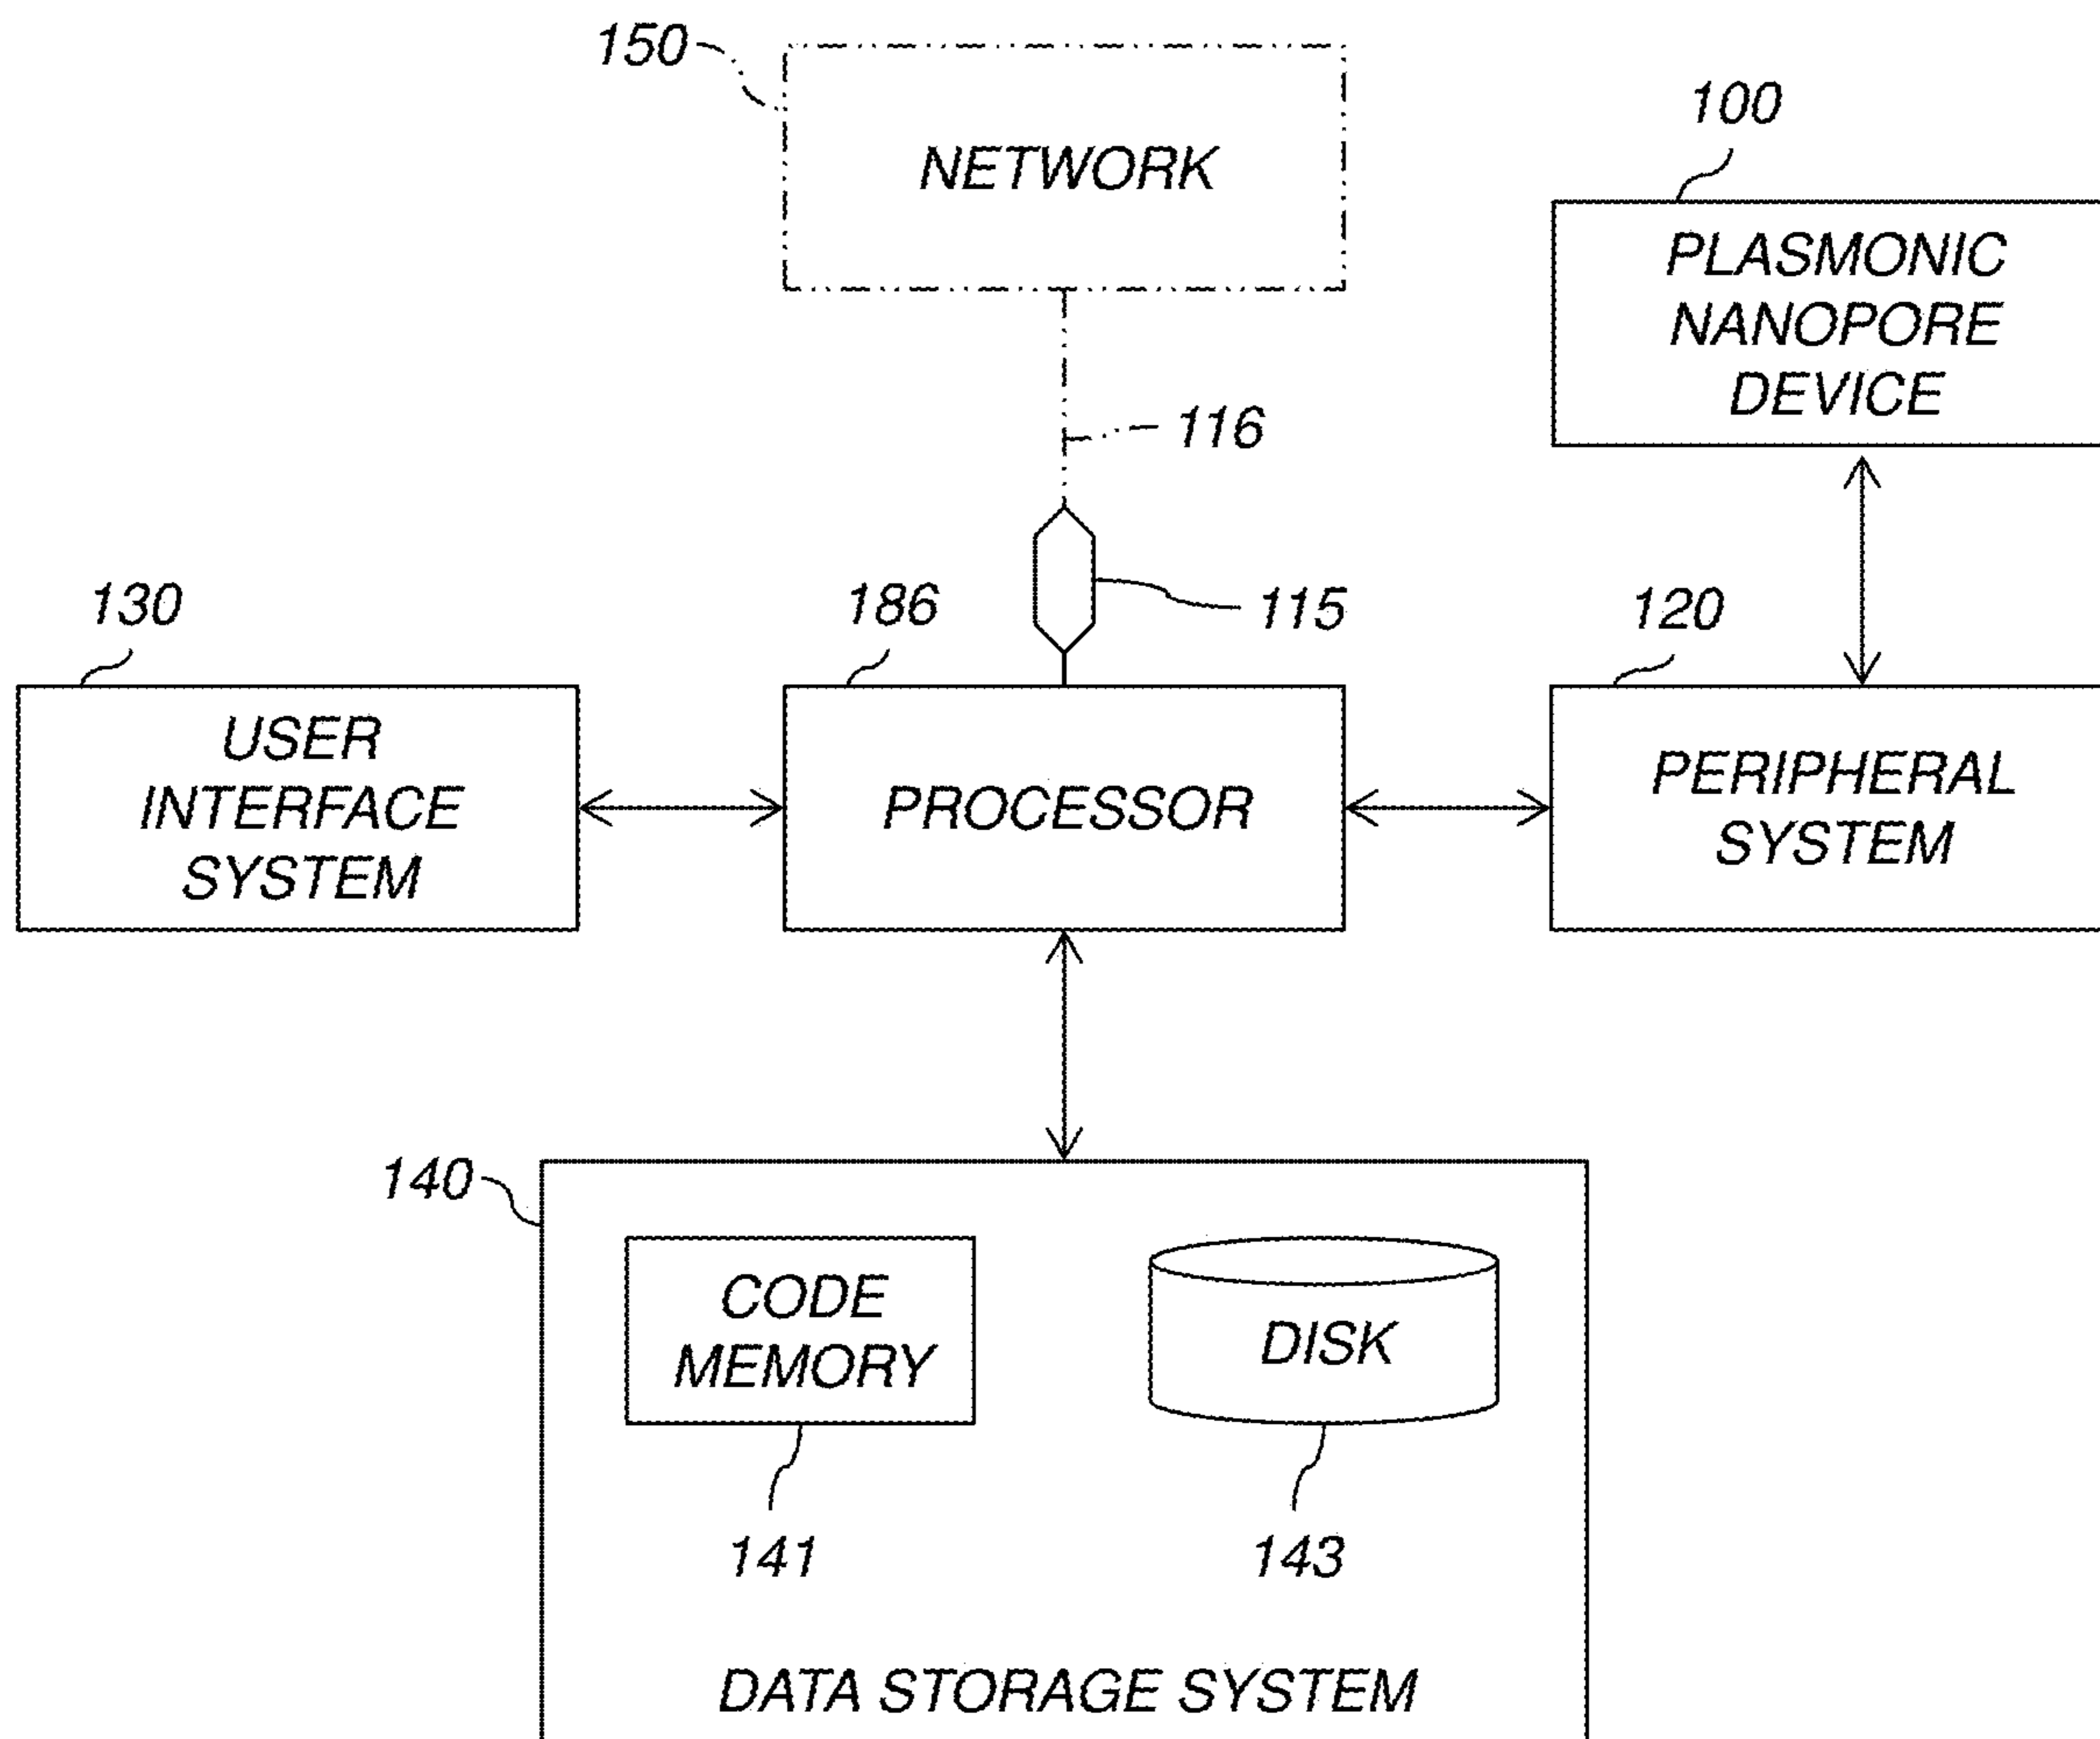 150
NETWORK
100
PLASMONIC
NANOPORE
DEVICE
116
115
130
USER
INTERFACE
SYSTEM
186
PROCESSOR
120
PERIPHERAL
SYSTEM
140
CODE
MEMORY
141
DISK
143
DATA STORAGE SYSTEM